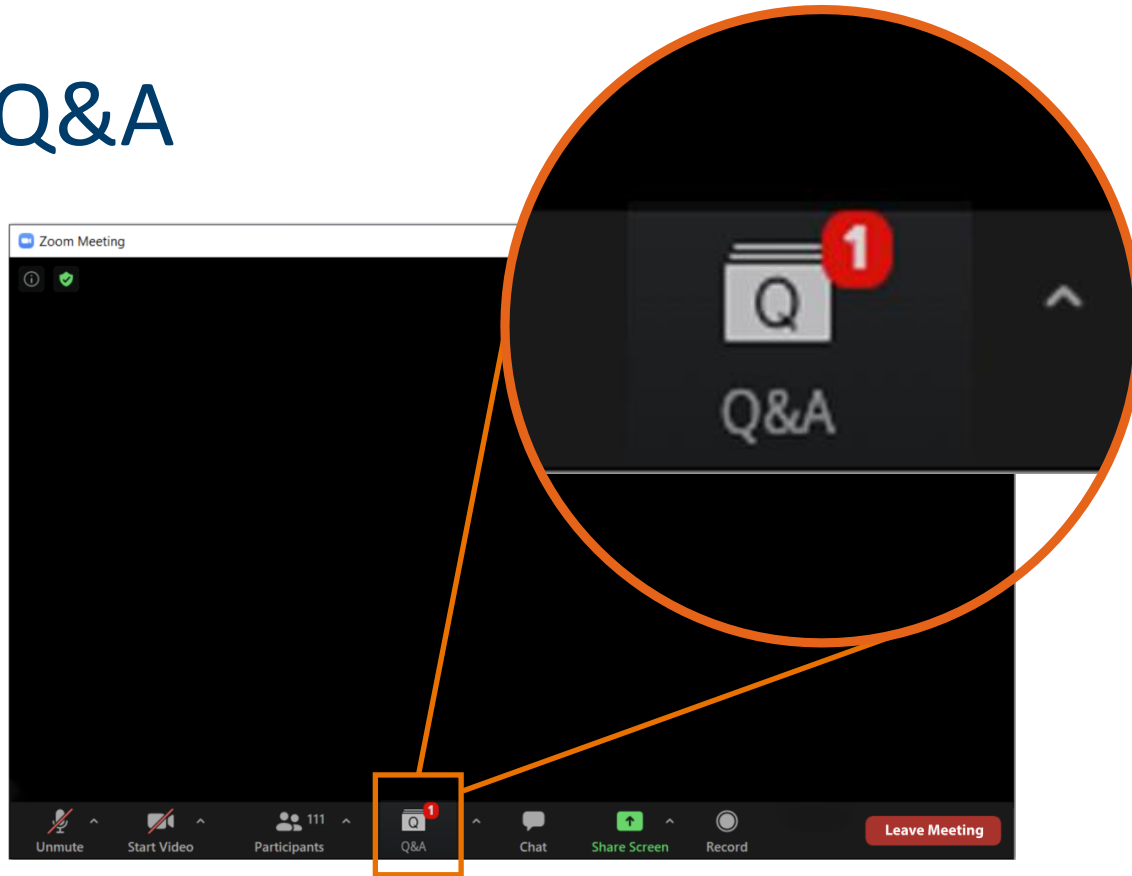 Q&A
Zoom Meeting
1
Q
Q&A
Unmute
Start Video
111
Participants
1
Q
Q&A
Chat
Share Screen
Record
Leave Meeting